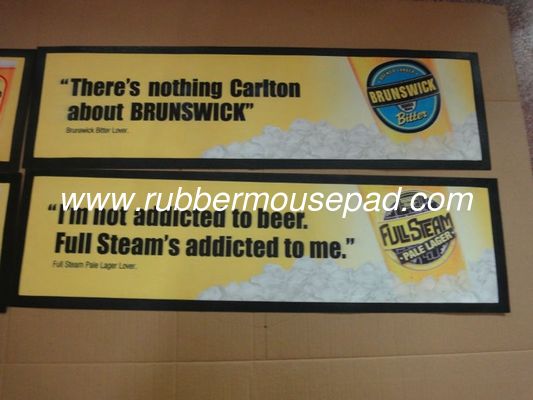 “There's nothing Carlton
about BRUNSWICK”
Brunswick Bitter Lover.
BRUNSWICK
Bitter
www.rubbermousepad.com
“I'm not addicted to beer.
Full Steam's addicted to me.”
Full Steam Pale Lager Lover.
FULL STEAM
PALE LAGER